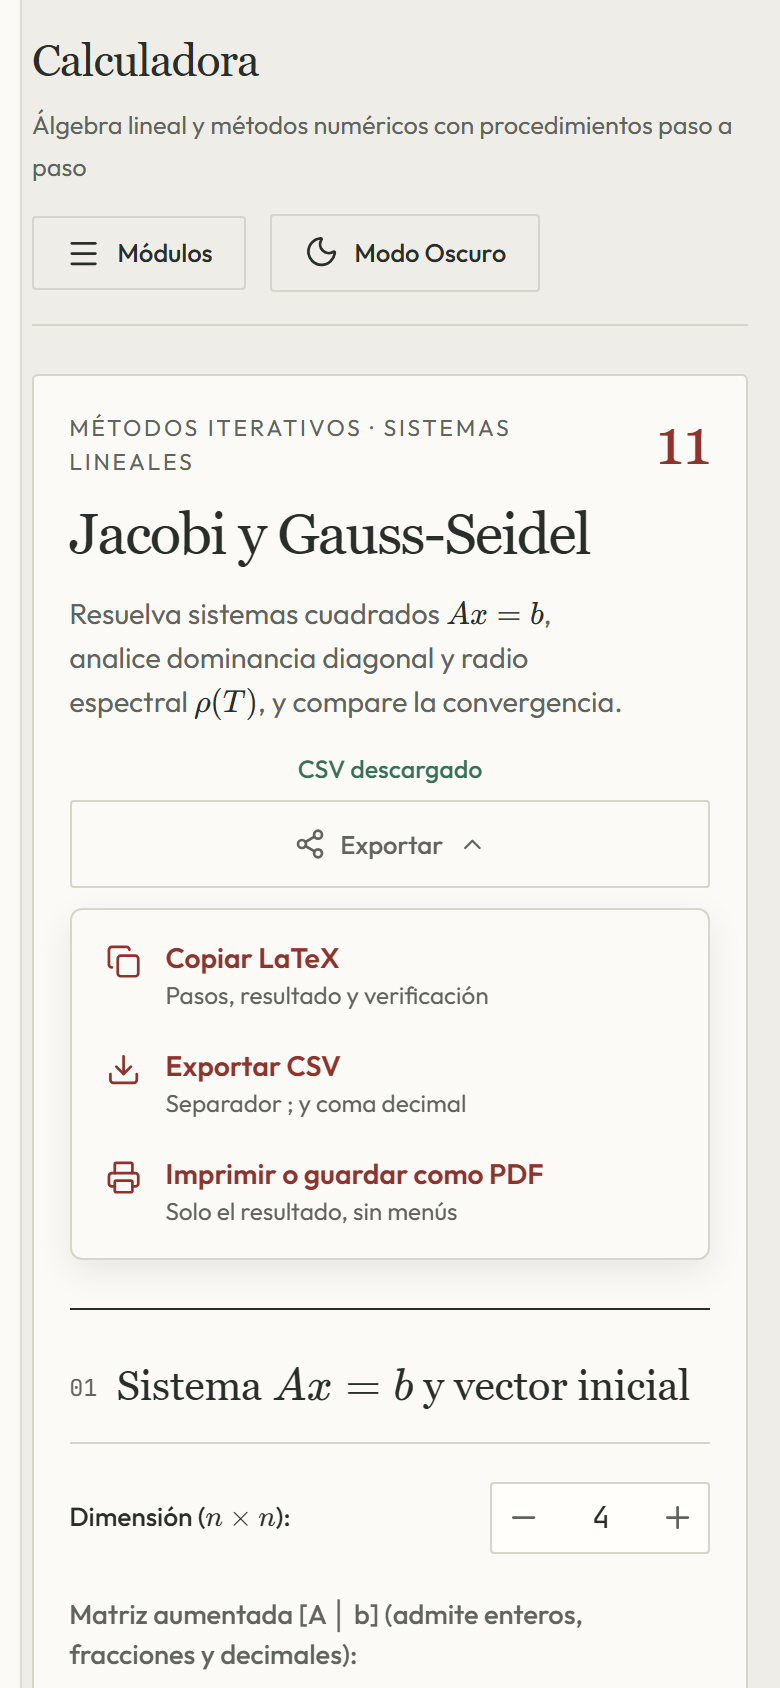 Calculadora
Álgebra lineal y métodos numéricos con procedimientos paso a
paso
Módulos
Modo Oscuro
MÉTODOS ITERATIVOS · SISTEMAS
LINEALES
11
Jacobi y Gauss-Seidel
Resuelva sistemas cuadrados Ax = b,
analice dominancia diagonal y radio
espectral ρ(T), y compare la convergencia.
CSV descargado
Exportar
Copiar LaTeX
Pasos, resultado y verificación
Exportar CSV
Separador ; y coma decimal
Imprimir o guardar como PDF
Solo el resultado, sin menús
01 Sistema Ax = b y vector inicial
Dimensión (n × n):
− 4 +
Matriz aumentada [A | b] (admite enteros,
fracciones y decimales):